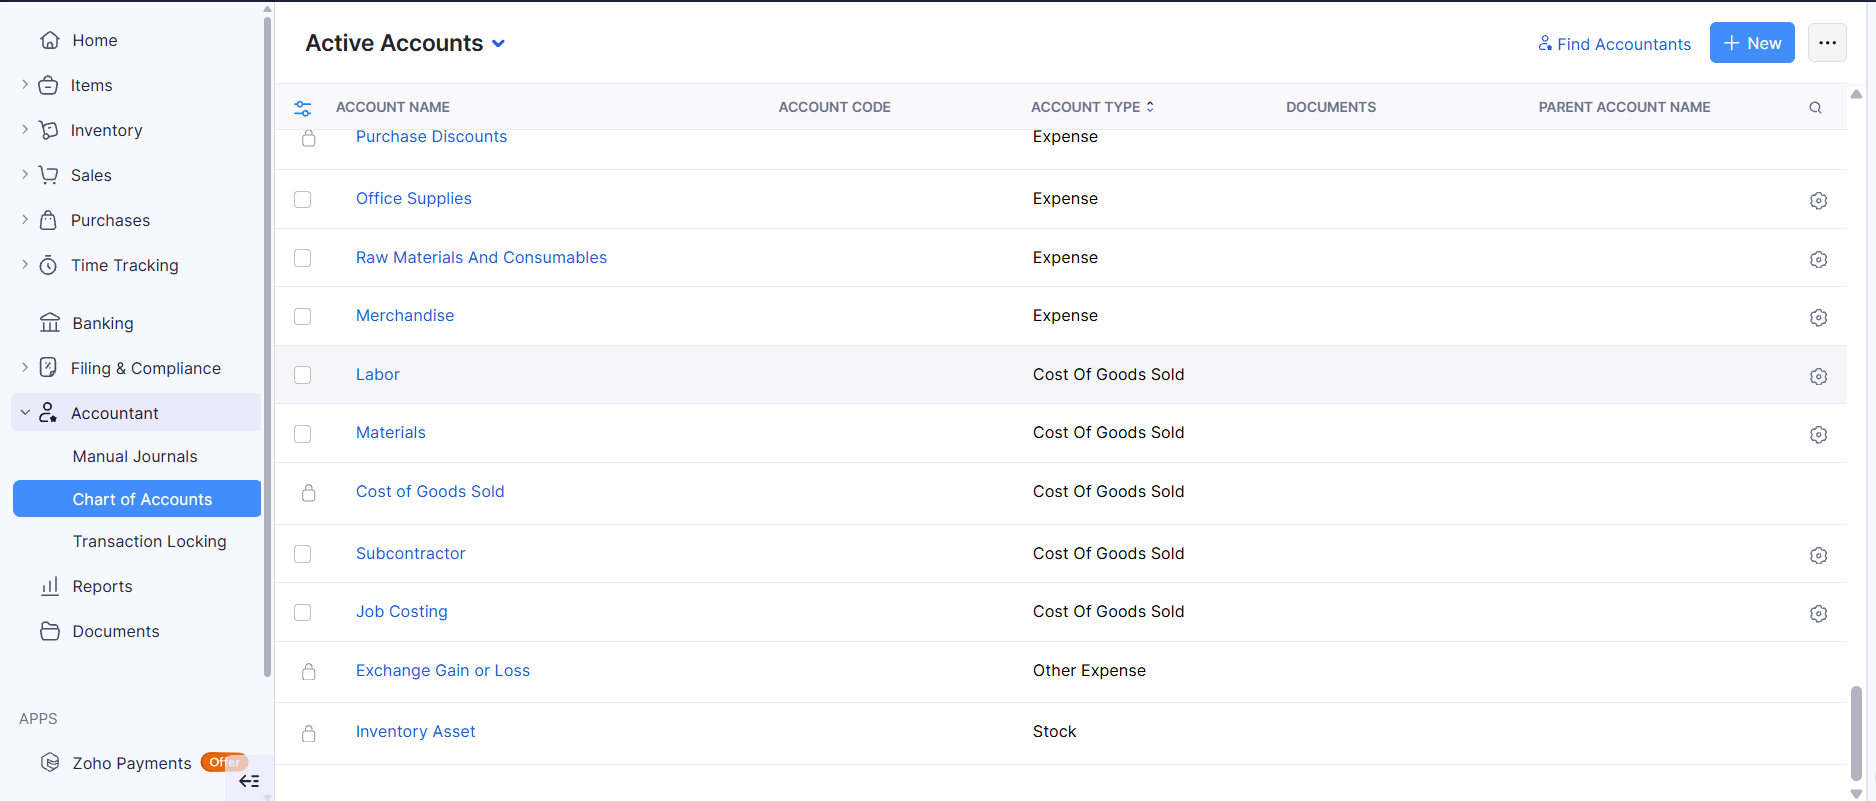 Home
Items
Inventory
Sales
Purchases
Time Tracking
Banking
Filing & Compliance
Accountant
Manual Journals
Chart of Accounts
Transaction Locking
Reports
Documents
APPS
Zoho Payments Offer
Active Accounts
Find Accountants + New
ACCOUNT NAME ACCOUNT CODE ACCOUNT TYPE DOCUMENTS PARENT ACCOUNT NAME
Purchase Discounts Expense
Office Supplies Expense
Raw Materials And Consumables Expense
Merchandise Expense
Labor Cost Of Goods Sold
Materials Cost Of Goods Sold
Cost of Goods Sold Cost Of Goods Sold
Subcontractor Cost Of Goods Sold
Job Costing Cost Of Goods Sold
Exchange Gain or Loss Other Expense
Inventory Asset Stock